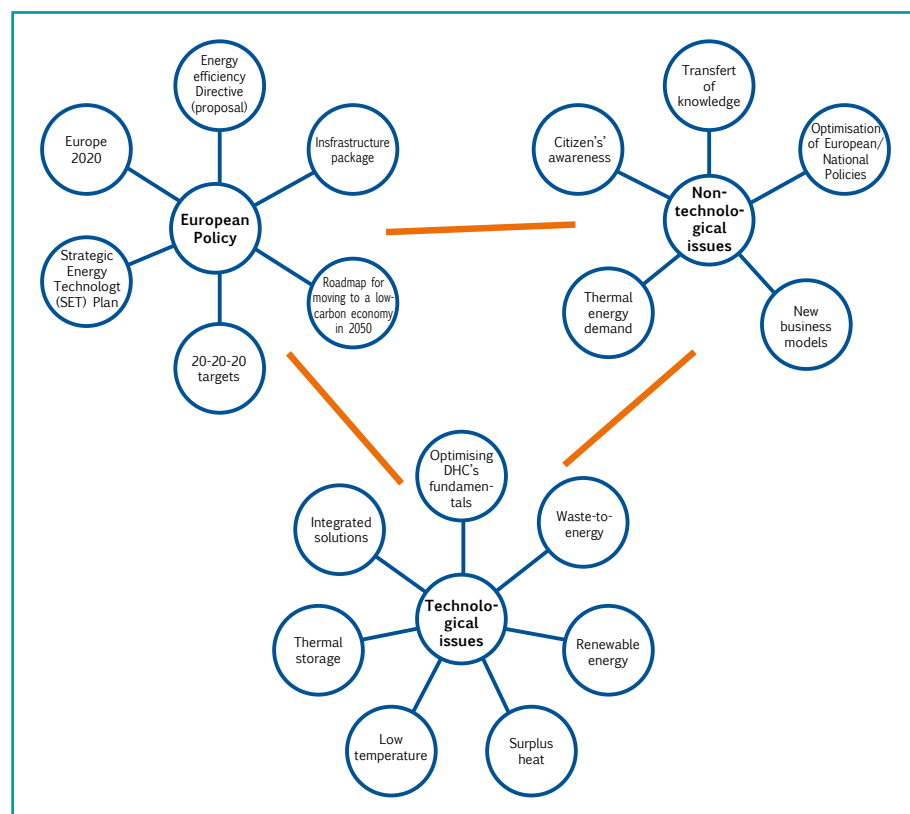 Energy
efficiency
Directive
(proposal)
Europe
2020
Insfrastructure
package
European
Policy
Strategic
Energy
Technologt
(SET) Plan
Roadmap for
moving to a low-
carbon economy
in 2050
20-20-20
targets
Transfert
of
knowledge
Citizen's'
awareness
Optimisation
of European/
National
Policies
Non-
technolo-
gical
issues
Thermal
energy
demand
New
business
models
Optimising
DHC's
fundamen-
tals
Integrated
solutions
Waste-to-
energy
Technolo-
gical
issues
Thermal
storage
Renewable
energy
Low
temperature
Surplus
heat